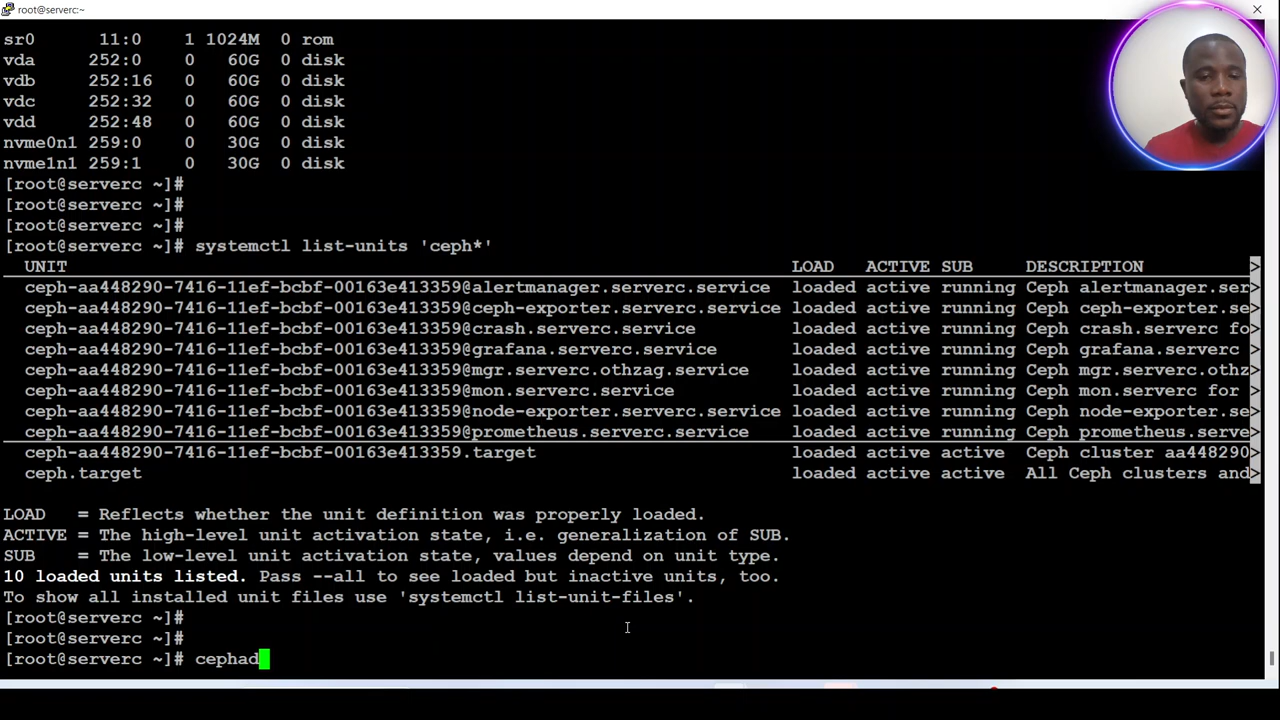 root@serverc:~
sr0 11:0 1 1024M 0 rom
vda 252:0 0 60G 0 disk
vdb 252:16 0 60G 0 disk
vdc 252:32 0 60G 0 disk
vdd 252:48 0 60G 0 disk
nvme0n1 259:0 0 30G 0 disk
nvme1n1 259:1 0 30G 0 disk
[root@serverc ~]#
[root@serverc ~]#
[root@serverc ~]#
[root@serverc ~]# systemctl list-units 'ceph*'
UNIT LOAD ACTIVE SUB DESCRIPTION >
ceph-aa448290-7416-11ef-bcbf-00163e413359@alertmanager.serverc.service loaded active running Ceph alertmanager.ser>
ceph-aa448290-7416-11ef-bcbf-00163e413359@ceph-exporter.serverc.service loaded active running Ceph ceph-exporter.se>
ceph-aa448290-7416-11ef-bcbf-00163e413359@crash.serverc.service loaded active running Ceph crash.serverc fo>
ceph-aa448290-7416-11ef-bcbf-00163e413359@grafana.serverc.service loaded active running Ceph grafana.serverc >
ceph-aa448290-7416-11ef-bcbf-00163e413359@mgr.serverc.othzag.service loaded active running Ceph mgr.serverc.othz>
ceph-aa448290-7416-11ef-bcbf-00163e413359@mon.serverc.service loaded active running Ceph mon.serverc for >
ceph-aa448290-7416-11ef-bcbf-00163e413359@node-exporter.serverc.service loaded active running Ceph node-exporter.se>
ceph-aa448290-7416-11ef-bcbf-00163e413359@prometheus.serverc.service loaded active running Ceph prometheus.serve>
ceph-aa448290-7416-11ef-bcbf-00163e413359.target loaded active active Ceph cluster aa448290>
ceph.target loaded active active All Ceph clusters and>
LOAD = Reflects whether the unit definition was properly loaded.
ACTIVE = The high-level unit activation state, i.e. generalization of SUB.
SUB = The low-level unit activation state, values depend on unit type.
10 loaded units listed. Pass --all to see loaded but inactive units, too.
To show all installed unit files use 'systemctl list-unit-files'.
[root@serverc ~]#
[root@serverc ~]#
[root@serverc ~]# cephad